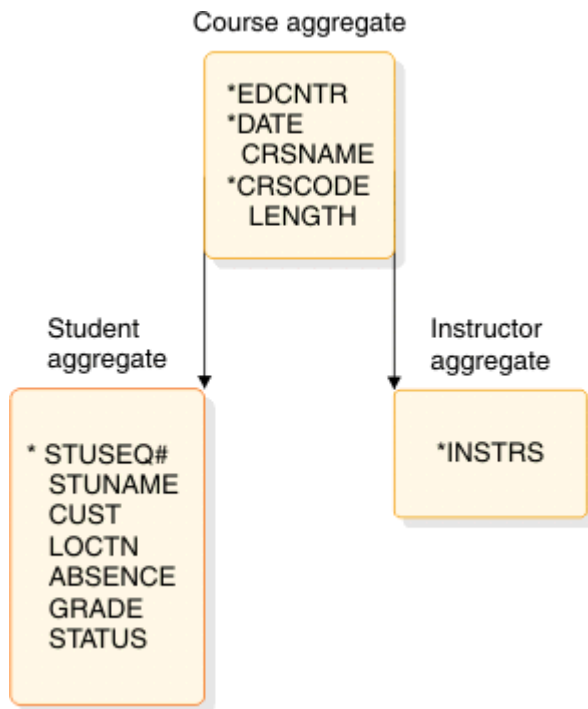 Course aggregate
*EDCNTR
*DATE
CRSNAME
*CRSCODE
LENGTH
Student
aggregate
* STUSEQ#
STUNAME
CUST
LOCTN
ABSENCE
GRADE
STATUS
Instructor
aggregate
*INSTRS